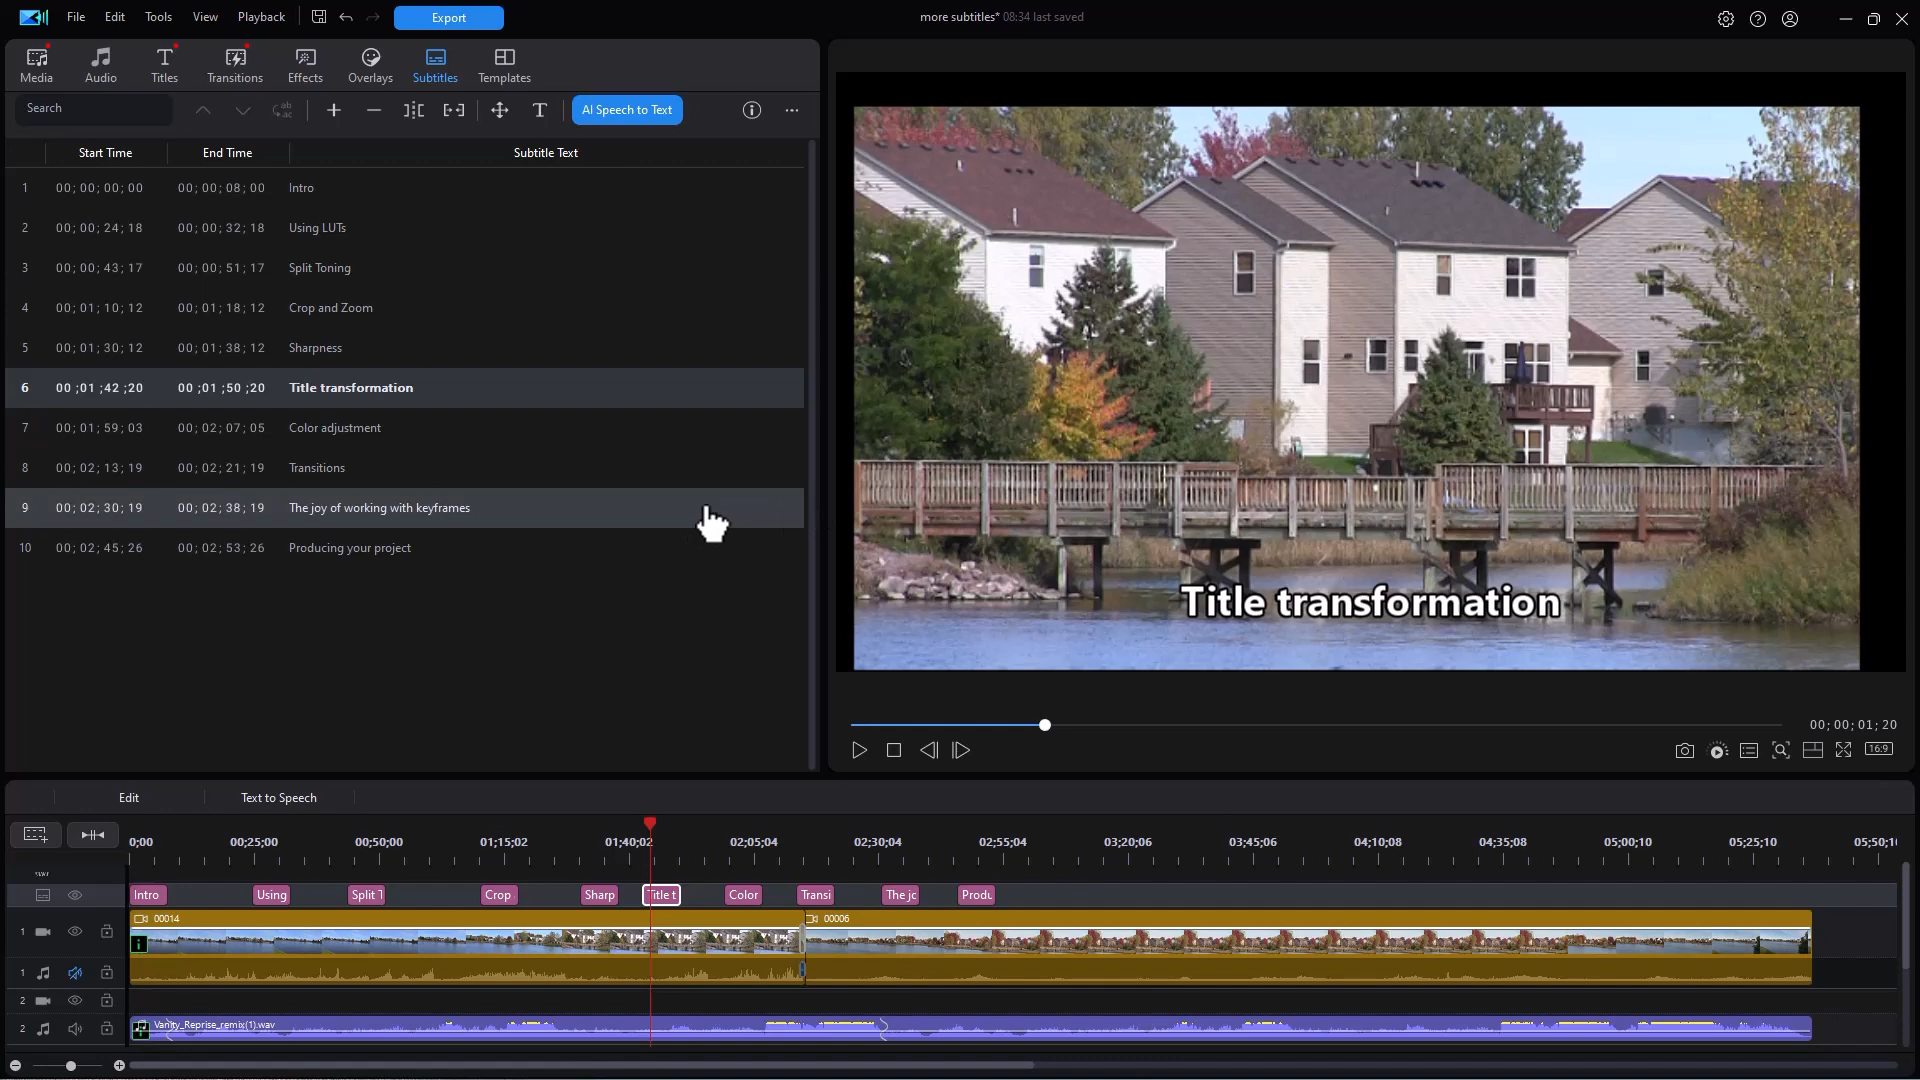 File Edit Tools View Playback Export more subtitles* 08:34 last saved
Media Audio Titles Transitions Effects Overlays Subtitles Templates
Search AI Speech to Text
Start Time End Time Subtitle Text
1 00;00;00;00 00;00;08;00 Intro
2 00;00;24;18 00;00;32;18 Using LUTs
3 00;00;43;17 00;00;51;17 Split Toning
4 00;01;10;12 00;01;18;12 Crop and Zoom
5 00;01;30;12 00;01;38;12 Sharpness
6 00;01;42;20 00;01;50;20 Title transformation
7 00;01;59;03 00;02;07;05 Color adjustment
8 00;02;13;19 00;02;21;19 Transitions
9 00;02;30;19 00;02;38;19 The joy of working with keyframes
10 00;02;45;26 00;02;53;26 Producing your project
Title transformation
00;00;01;20
16:9
Edit Text to Speech
0;00 00;25;00 00;50;00 01;15;02 01;40;02 02;05;04 02;30;04 02;55;04 03;20;06 03;45;06 04;10;08 04;35;08 05;00;10 05;25;10 05;50;1
Intro Using Split T Crop Sharp Title t Color Transi The jc Produ
00014 00006
1
1
2
2 Vanity_Reprise_remix(1).wav